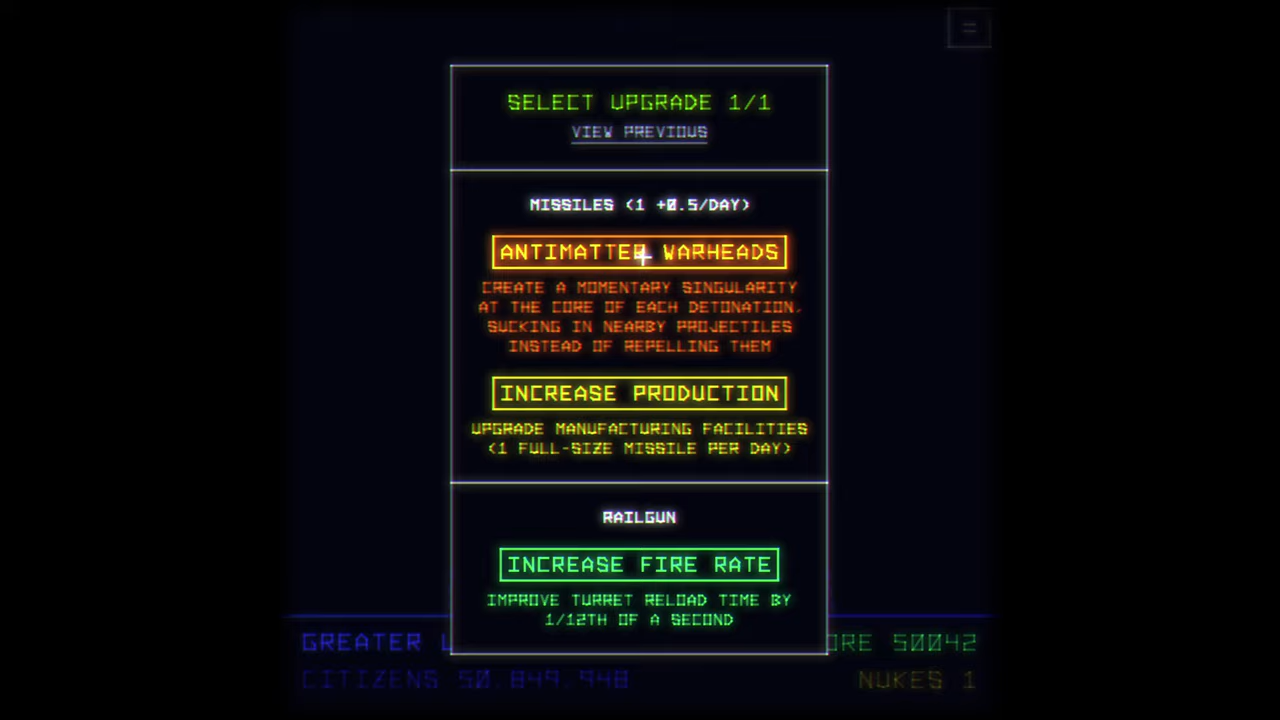 =
SELECT UPGRADE 1/1
VIEW PREVIOUS
MISSILES (1 +0.5/DAY)
ANTIMATTER WARHEADS
CREATE A MOMENTARY SINGULARITY
AT THE CORE OF EACH DETONATION,
SUCKING IN NEARBY PROJECTILES
INSTEAD OF REPELLING THEM
INCREASE PRODUCTION
UPGRADE MANUFACTURING FACILITIES
(1 FULL-SIZE MISSILE PER DAY)
RAILGUN
INCREASE FIRE RATE
IMPROVE TURRET RELOAD TIME BY
1/12TH OF A SECOND
GREATER
50042
CITIZENS 50,849,948
NUKES 1